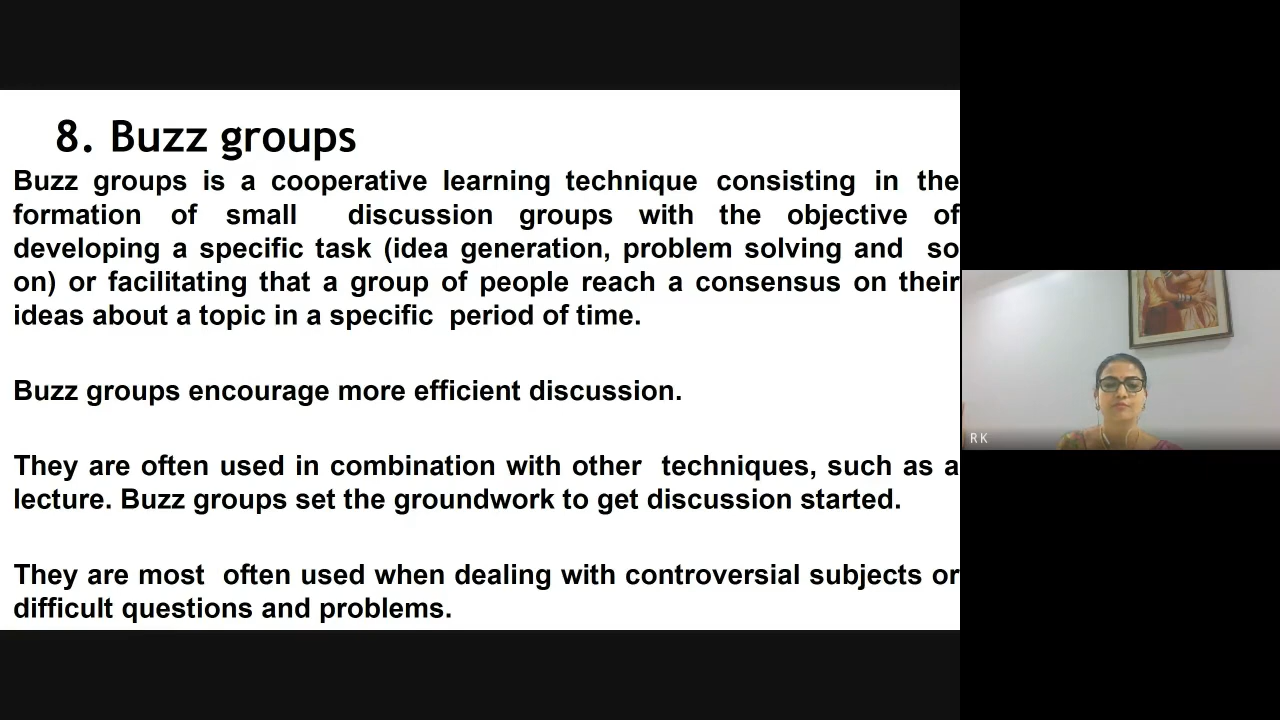 8. Buzz groups
Buzz groups is a cooperative learning technique consisting in the
formation of small discussion groups with the objective of
developing a specific task (idea generation, problem solving and so
on) or facilitating that a group of people reach a consensus on their
ideas about a topic in a specific period of time.
Buzz groups encourage more efficient discussion.
They are often used in combination with other techniques, such as a
lecture. Buzz groups set the groundwork to get discussion started.
They are most often used when dealing with controversial subjects or
difficult questions and problems.
R K